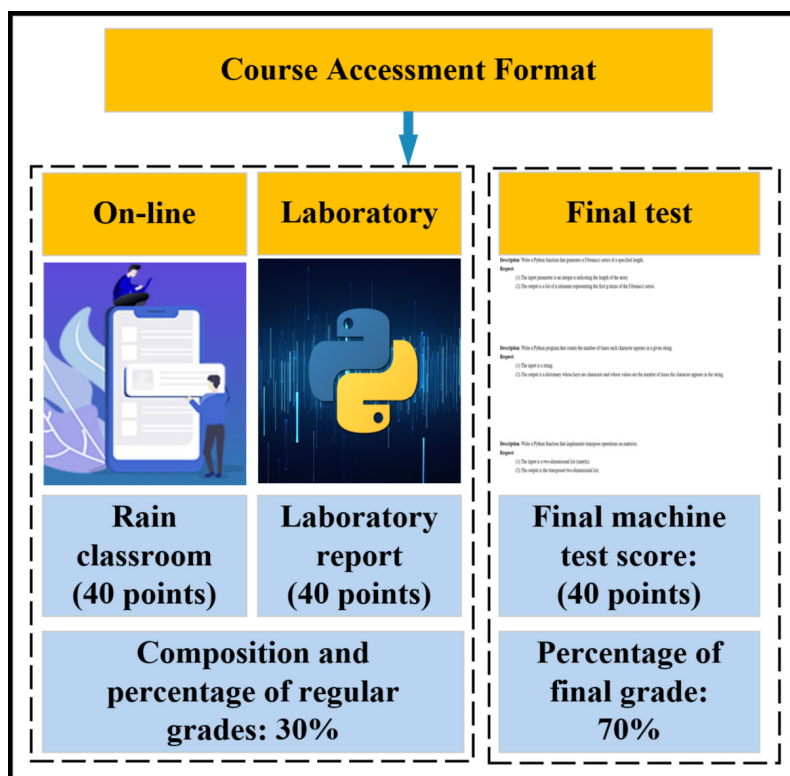 Course Accessment Format
On-line
Laboratory
Final test
Description: Write a Python function that generates a Fibonacci series of a specified length.
Request:
(1) The input parameter is an integer n indicating the length of the array.
(2) The output is a list of n elements representing the first n terms of the Fibonacci series.
Description: Write a Python program that counts the number of times each character appears in a given string.
Request:
(1) The input is a string.
(2) The output is a dictionary whose keys are characters and whose values are the number of times the character appears in the string.
Description: Write a Python function that implements transpose operations on matrices.
Request:
(1) The input is a two-dimensional list (matrix).
(2) The output is the transposed two-dimensional list.
Rain
classroom
(40 points)
Laboratory
report
(40 points)
Final machine
test score:
(40 points)
Composition and
percentage of regular
grades: 30%
Percentage of
final grade:
70%